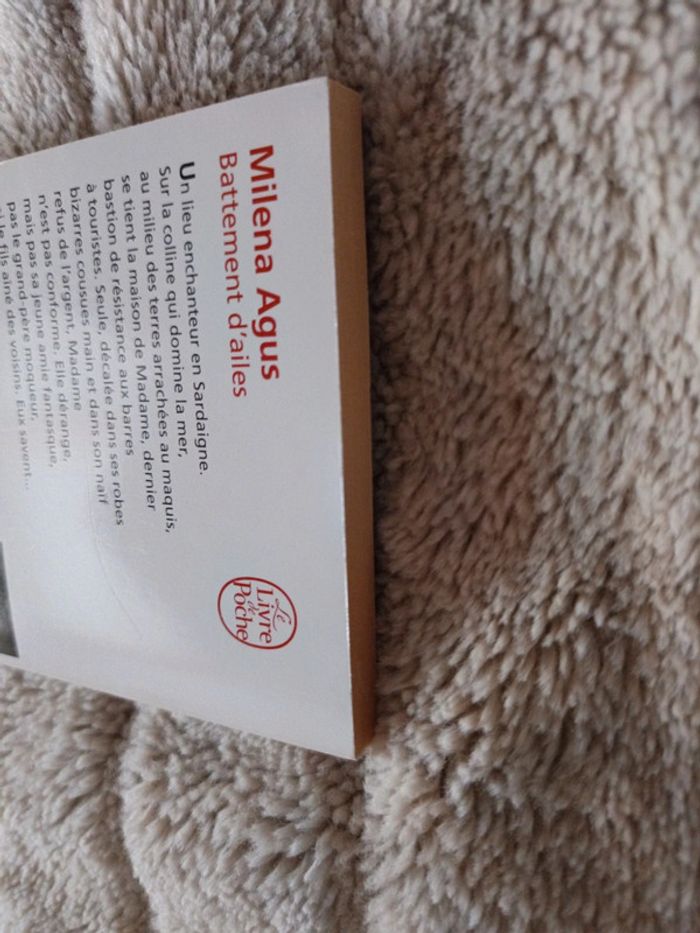 Milena Agus
Battement d'ailes
Un lieu enchanteur en Sardaigne.
Sur la colline qui domine la mer,
au milieu des terres arrachées au maquis,
se tient la maison de Madame, dernier
bastion de résistance aux barres
à touristes. Seule, décalée dans ses robes
bizarres cousues main et dans son naïf
refus de l'argent, Madame
n'est pas conforme. Elle dérange,
mais pas sa jeune amie fantasque,
pas le grand-père moqueur,
le fils aîné des voisins. Eux savent...
Le
Livre
de
Poche